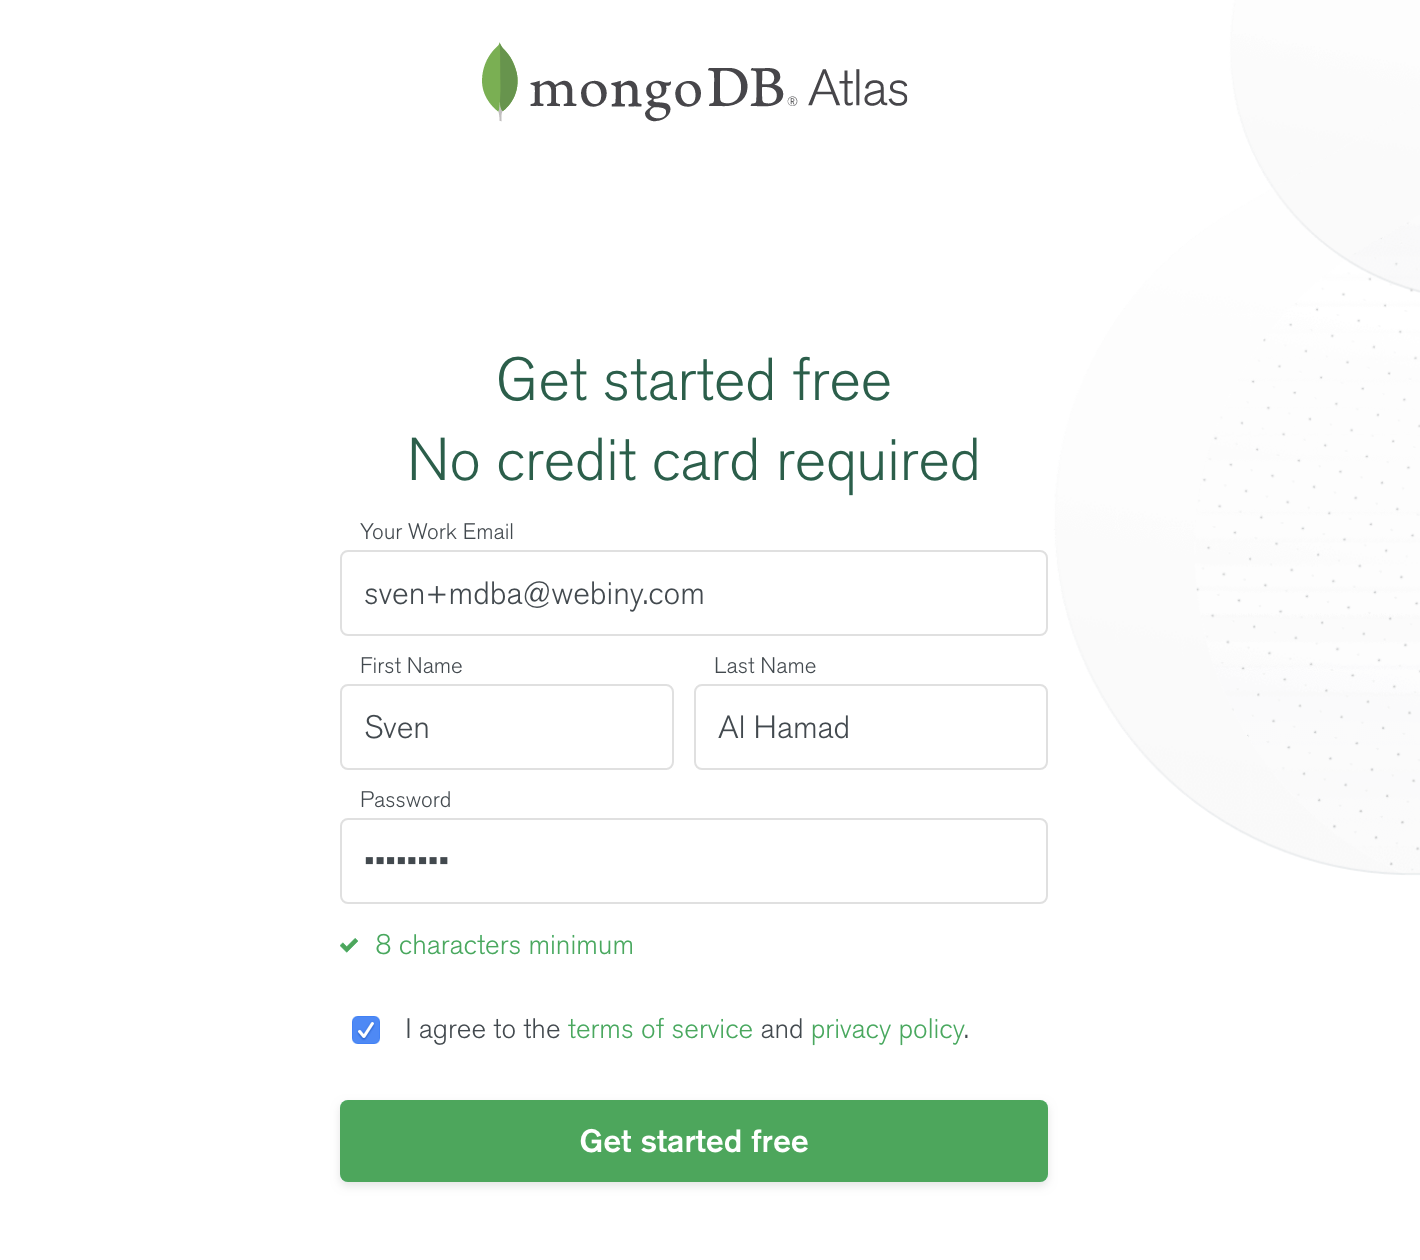 mongoDB® Atlas
Get started free
No credit card required
Your Work Email
sven+mdba@webiny.com
First Name
Last Name
Sven
Al Hamad
Password
▪▪▪▪▪▪▪▪
8 characters minimum
I agree to the terms of service and privacy policy.
Get started free